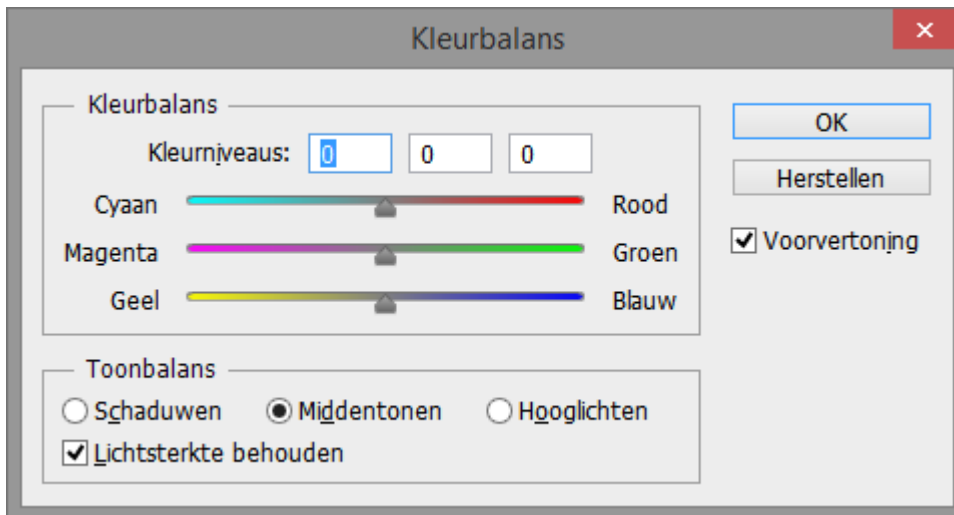 Kleurbalans
Kleurbalans
Kleurniveaus: 0 0 0
Cyaan Rood
Magenta Groen
Geel Blauw
OK
Herstellen
Voorvertoning
Toonbalans
Schaduwen Middentonen Hooglichten
Lichtsterkte behouden